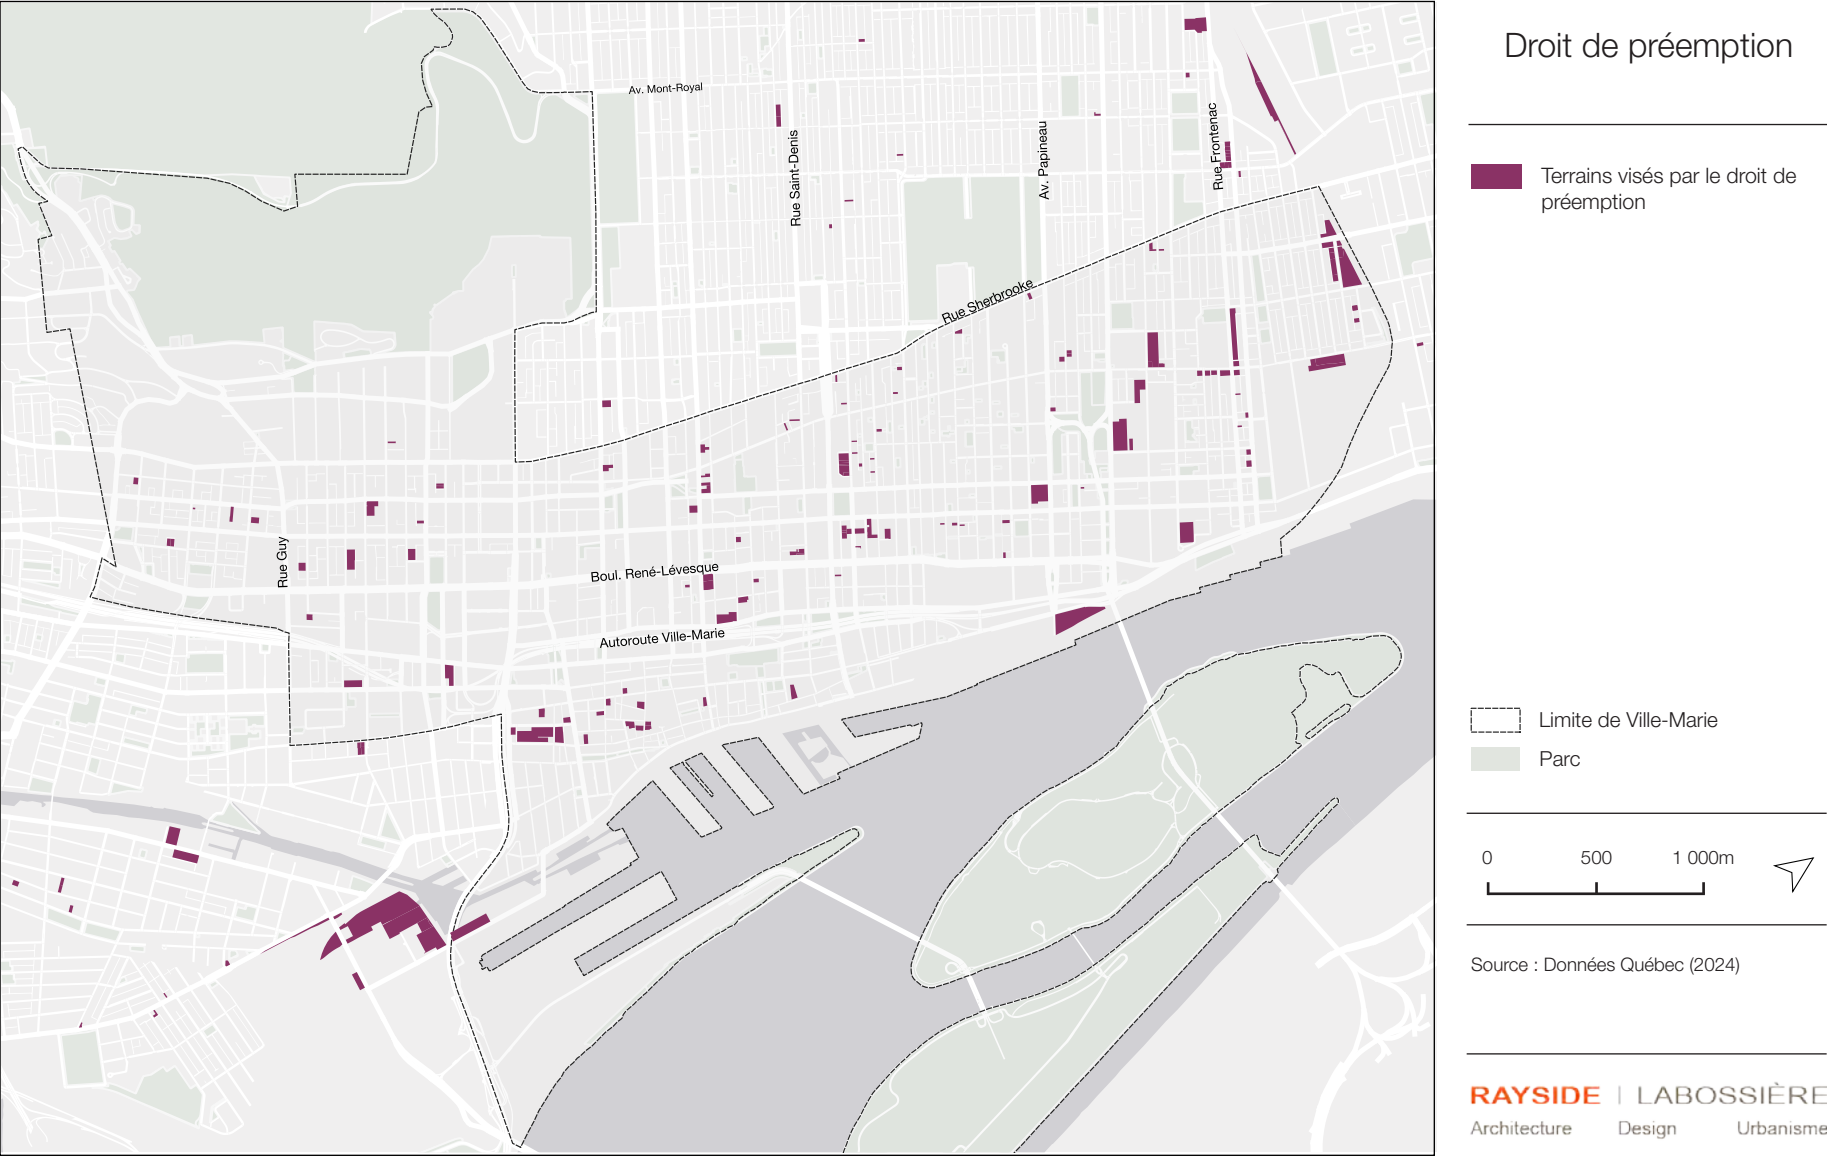 Droit de préemption
Terrains visés par le droit de
préemption
Limite de Ville-Marie
Parc
0 500 1 000m
Source : Données Québec (2024)
RAYSIDE | LABOSSIÈRE
Architecture Design Urbanisme
Av. Mont-Royal
Rue Saint-Denis
Av. Papineau
Rue Frontenac
Rue Sherbrooke
Rue Guy
Boul. René-Lévesque
Autoroute Ville-Marie